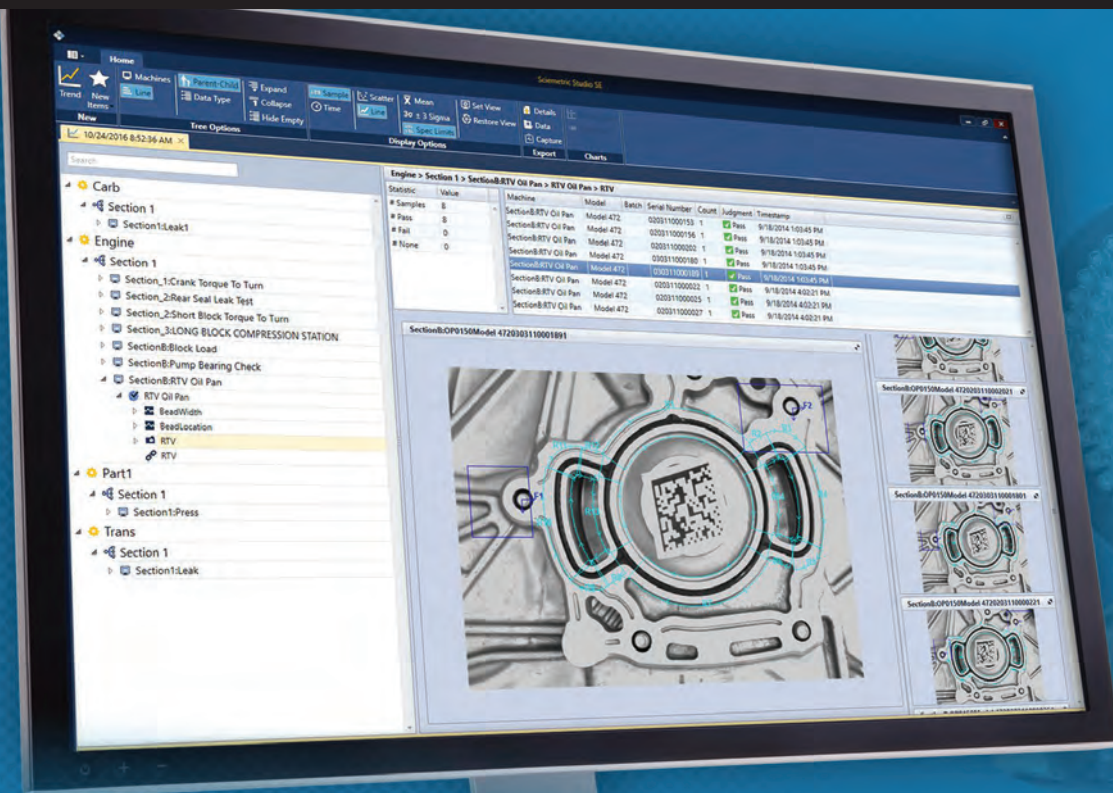 Sciemetric Studio SE
Home
Trend
New Items
Machines
Line
Parent-Child
Data Type
Expand
Collapse
Hide Empty
Sample
Time
Scatter
Line
Mean
3σ ± 3 Sigma
Spec Limits
Set View
Restore View
Details
Data
Capture
New
Tree Options
Display Options
Export
Charts
10/24/2016 8:52:36 AM
Search
Carb
Section 1
Section1:Leak1
Engine
Section 1
Section_1:Crank Torque To Turn
Section_2:Rear Seal Leak Test
Section_2:Short Block Torque To Turn
Section_3:LONG BLOCK COMPRESSION STATION
SectionB:Block Load
SectionB:Pump Bearing Check
SectionB:RTV Oil Pan
RTV Oil Pan
BeadWidth
BeadLocation
RTV
RTV
Part1
Section 1
Section1:Press
Trans
Section 1
Section1:Leak
Engine > Section 1 > SectionB:RTV Oil Pan > RTV Oil Pan > RTV
Statistic Value
# Samples 8
# Pass 8
# Fail 0
# None 0
Machine Model Batch Serial Number Count Judgment Timestamp
SectionB:RTV Oil Pan Model 472 020311000153 1 Pass 9/18/2014 1:03:45 PM
SectionB:RTV Oil Pan Model 472 020311000156 1 Pass 9/18/2014 1:03:45 PM
SectionB:RTV Oil Pan Model 472 020311000202 1 Pass 9/18/2014 1:03:45 PM
SectionB:RTV Oil Pan Model 472 030311000180 1 Pass 9/18/2014 1:03:45 PM
SectionB:RTV Oil Pan Model 472 030311000189 1 Pass 9/18/2014 1:03:45 PM
SectionB:RTV Oil Pan Model 472 020311000022 1 Pass 9/18/2014 4:02:21 PM
SectionB:RTV Oil Pan Model 472 020311000025 1 Pass 9/18/2014 4:02:21 PM
SectionB:RTV Oil Pan Model 472 020311000027 1 Pass 9/18/2014 4:02:21 PM
SectionB:OP0150Model 4720303110001891
F1
F2
SectionB:OP0150Model 4720203110002021
SectionB:OP0150Model 4720303110001801
SectionB:OP0150Model 4720203110000221